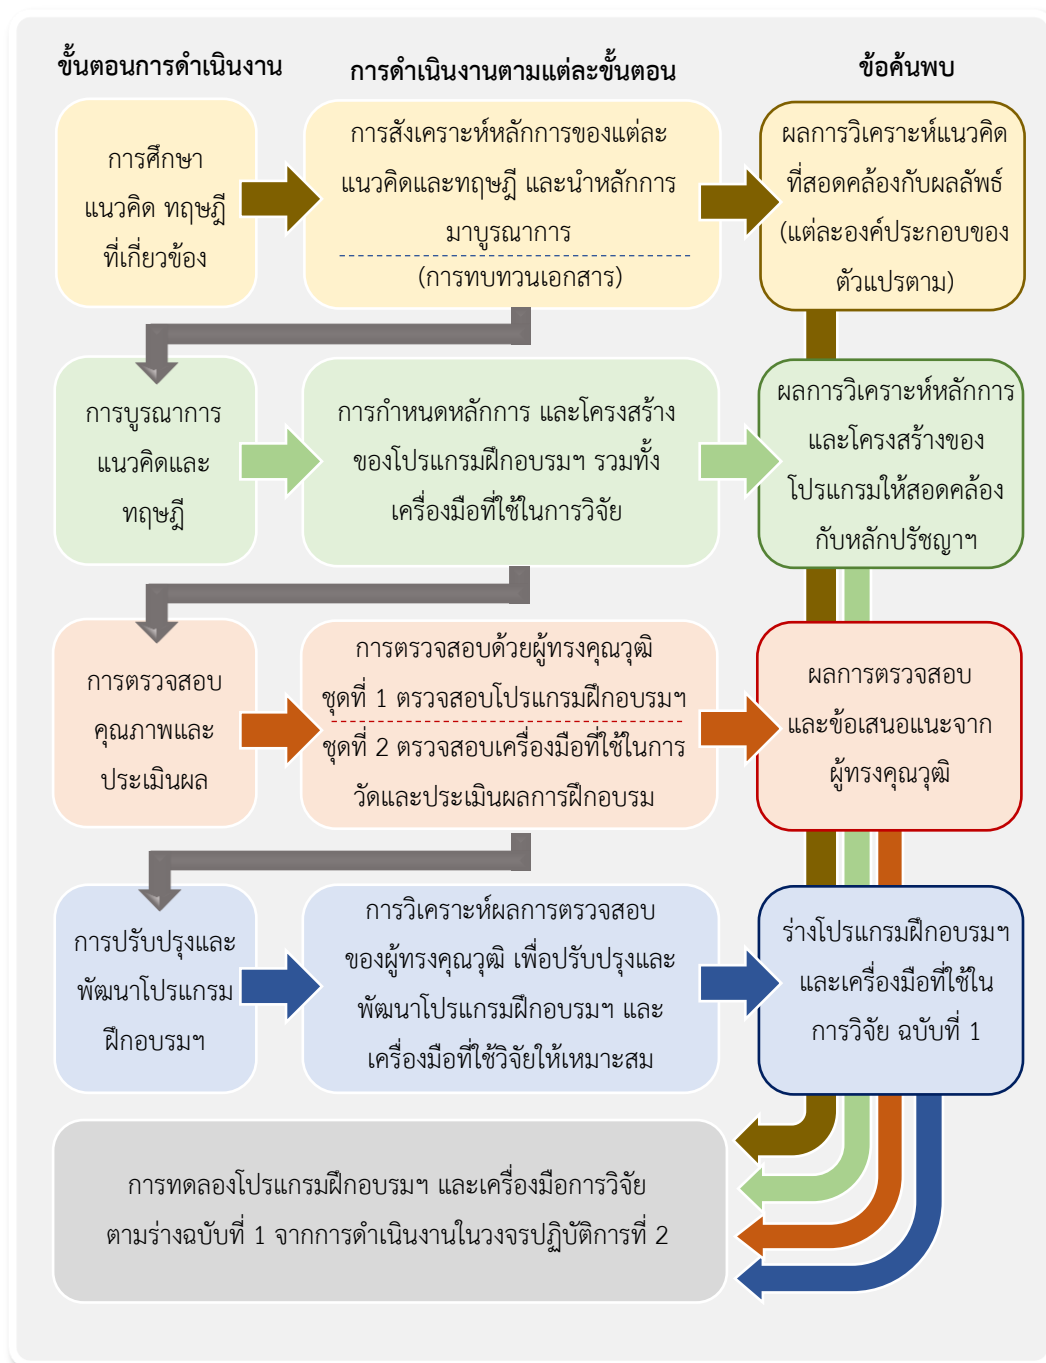 ขั้นตอนการดำเนินงาน
การดำเนินงานตามแต่ละขั้นตอน
ข้อค้นพบ
การศึกษา
แนวคิด ทฤษฎี
ที่เกี่ยวข้อง
การสังเคราะห์หลักการของแต่ละ
แนวคิดและทฤษฎี และนำหลักการ
มาบูรณาการ
(การทบทวนเอกสาร)
ผลการวิเคราะห์แนวคิด
ที่สอดคล้องกับผลลัพธ์
(แต่ละองค์ประกอบของ
ตัวแปรตาม)
การบูรณาการ
แนวคิดและ
ทฤษฎี
การกำหนดหลักการ และโครงสร้าง
ของโปรแกรมฝึกอบรมฯ รวมทั้ง
เครื่องมือที่ใช้ในการวิจัย
ผลการวิเคราะห์หลักการ
และโครงสร้างของ
โปรแกรมให้สอดคล้อง
กับหลักปรัชญาฯ
การตรวจสอบ
คุณภาพและ
ประเมินผล
การตรวจสอบด้วยผู้ทรงคุณวุฒิ
ชุดที่ 1 ตรวจสอบโปรแกรมฝึกอบรมฯ
ชุดที่ 2 ตรวจสอบเครื่องมือที่ใช้ในการ
วัดและประเมินผลการฝึกอบรม
ผลการตรวจสอบ
และข้อเสนอแนะจาก
ผู้ทรงคุณวุฒิ
การปรับปรุงและ
พัฒนาโปรแกรม
ฝึกอบรมฯ
การวิเคราะห์ผลการตรวจสอบ
ของผู้ทรงคุณวุฒิ เพื่อปรับปรุงและ
พัฒนาโปรแกรมฝึกอบรมฯ และ
เครื่องมือที่ใช้วิจัยให้เหมาะสม
ร่างโปรแกรมฝึกอบรมฯ
และเครื่องมือที่ใช้ใน
การวิจัย ฉบับที่ 1
การทดลองโปรแกรมฝึกอบรมฯ และเครื่องมือการวิจัย
ตามร่างฉบับที่ 1 จากการดำเนินงานในวงจรปฏิบัติการที่ 2